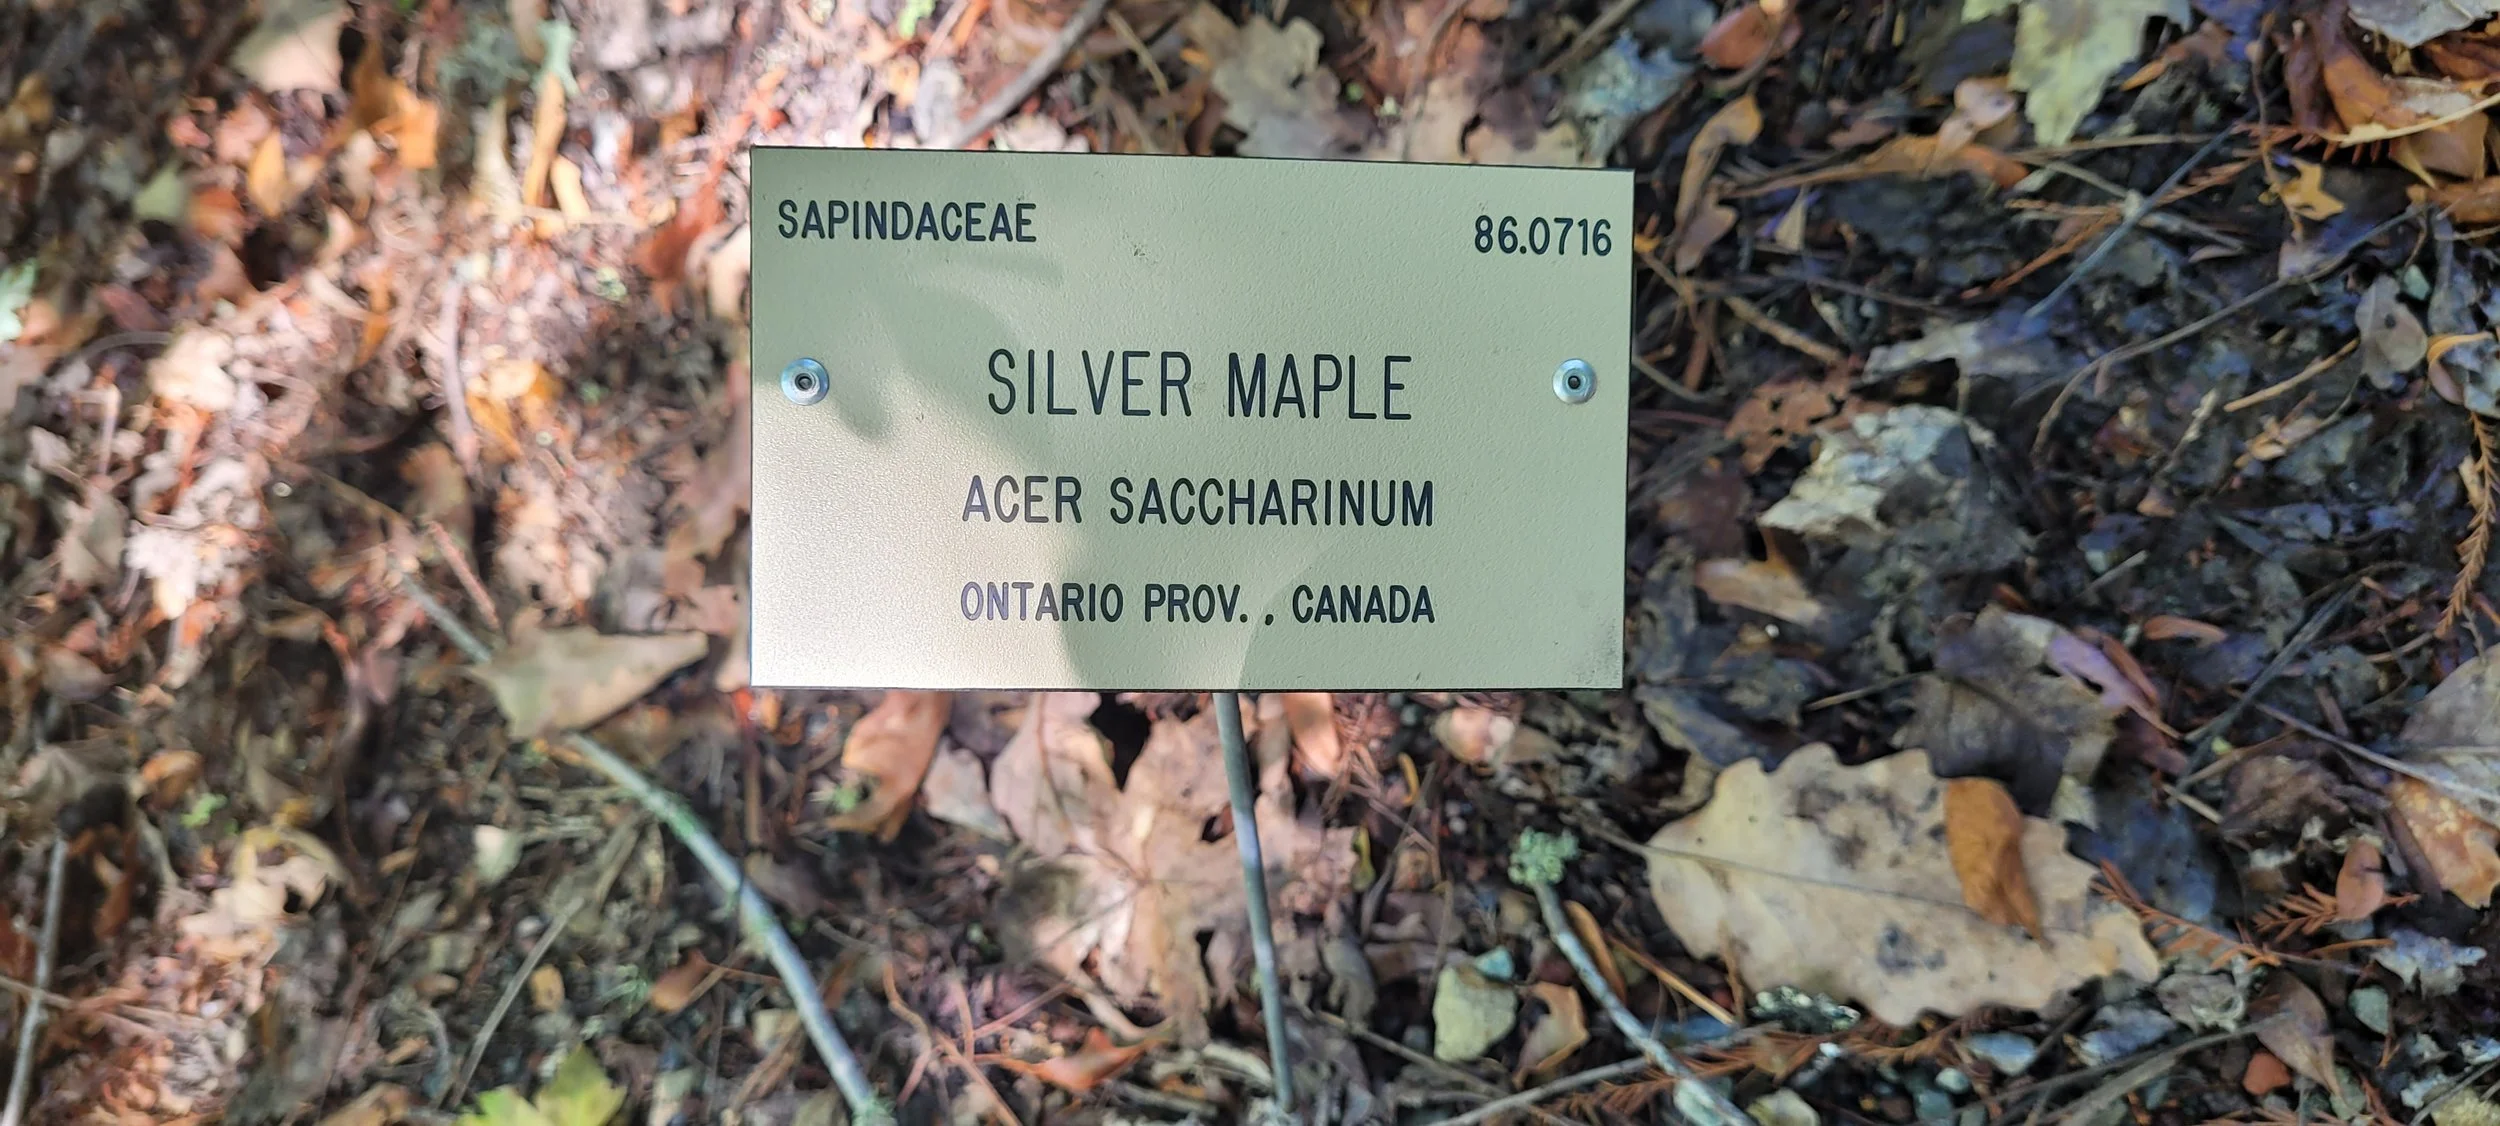 SAPINDACEAE 86.0716
SILVER MAPLE
ACER SACCHARINUM
ONTARIO PROV. , CANADA